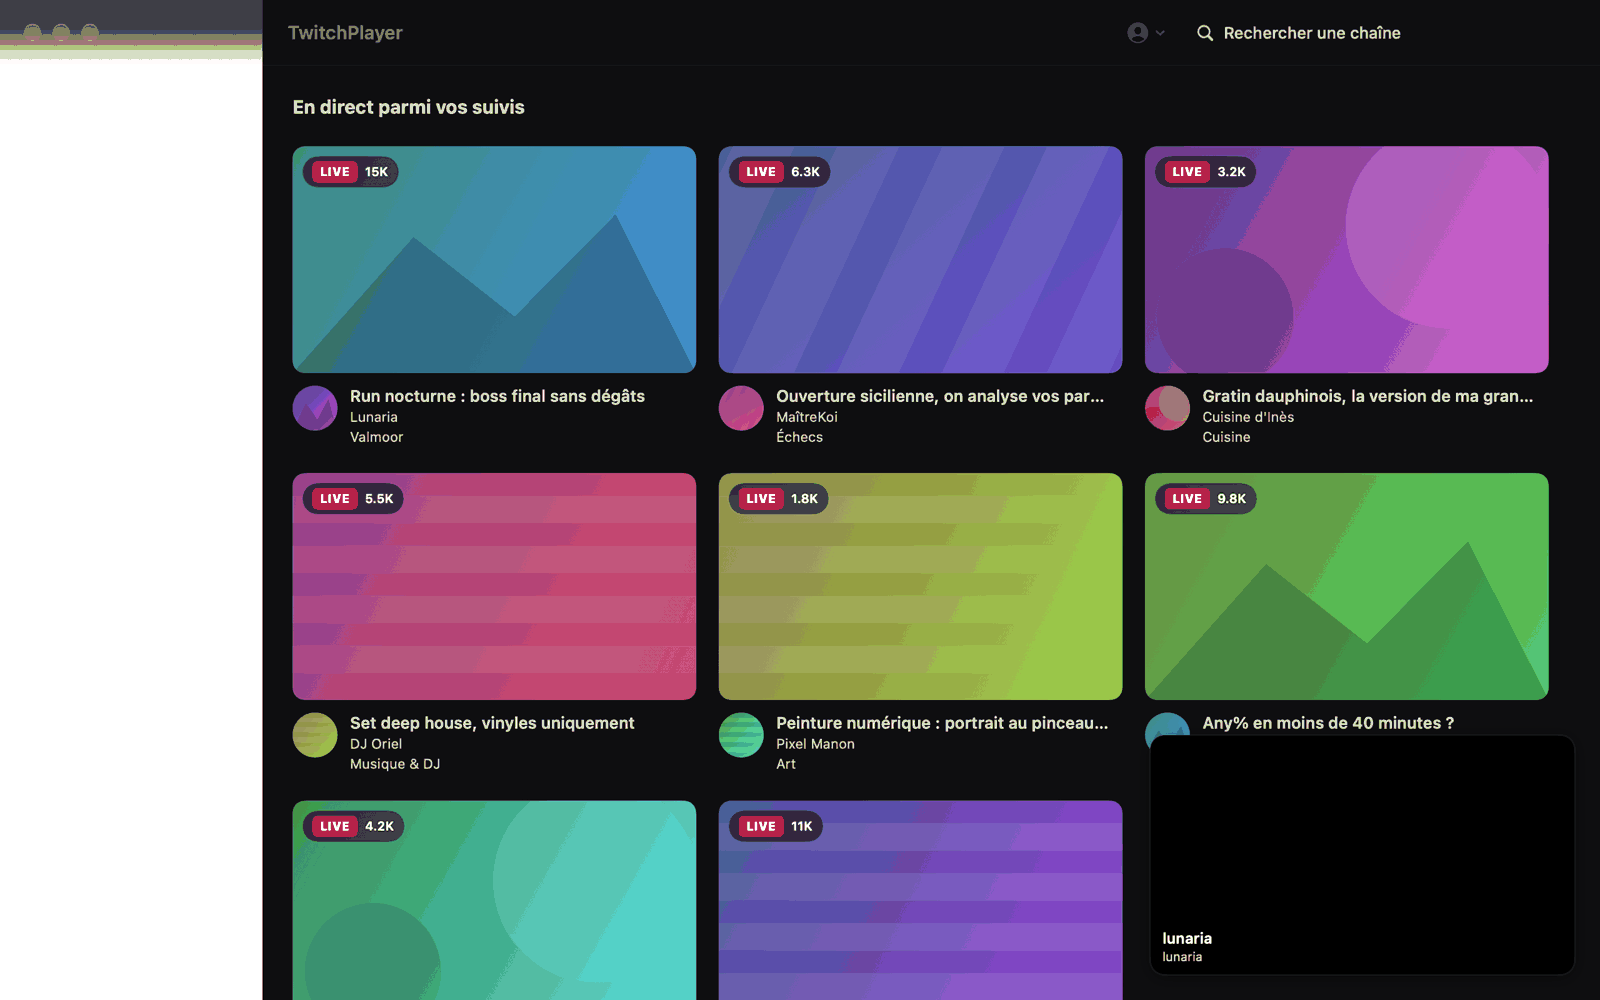 TwitchPlayer
Rechercher une chaîne
En direct parmi vos suivis
LIVE 15K
LIVE 6.3K
LIVE 3.2K
Run nocturne : boss final sans dégâts
Lunaria
Valmoor
Ouverture sicilienne, on analyse vos par...
MaîtreKoi
Échecs
Gratin dauphinois, la version de ma gran...
Cuisine d'Inès
Cuisine
LIVE 5.5K
LIVE 1.8K
LIVE 9.8K
Set deep house, vinyles uniquement
DJ Oriel
Musique & DJ
Peinture numérique : portrait au pinceau...
Pixel Manon
Art
Any% en moins de 40 minutes ?
LIVE 4.2K
LIVE 11K
lunaria
lunaria